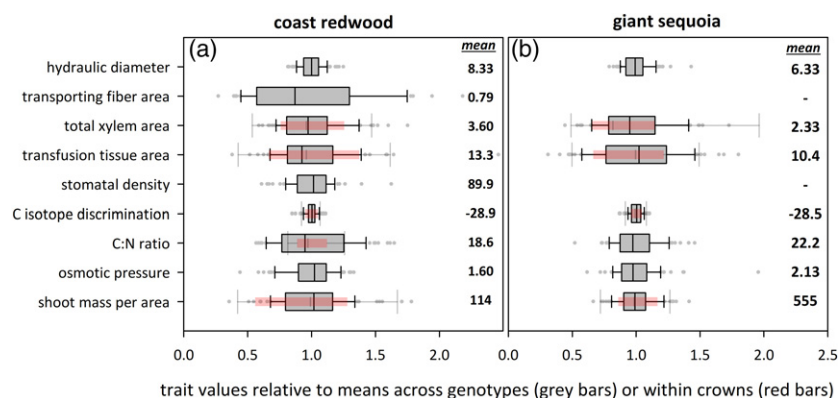 coast redwood
giant sequoia
(a)
mean
(b)
mean
hydraulic diameter
8.33
6.33
transporting fiber area
0.79
-
total xylem area
3.60
2.33
transfusion tissue area
13.3
10.4
stomatal density
89.9
-
C isotope discrimination
-28.9
-28.5
C:N ratio
18.6
22.2
osmotic pressure
1.60
2.13
shoot mass per area
114
555
0.0 0.5 1.0 1.5 2.0 0.0 0.5 1.0 1.5 2.0 2.5
trait values relative to means across genotypes (grey bars) or within crowns (red bars)